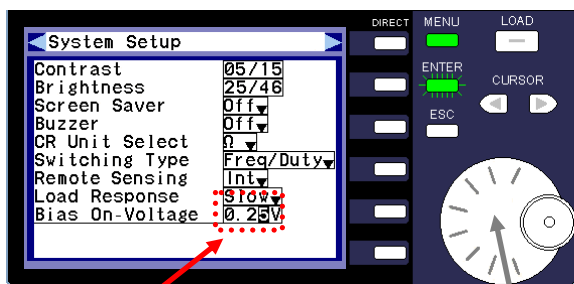 DIRECT MENU LOAD
System Setup
Contrast 05/15
Brightness 25/46
Screen Saver Off
Buzzer Off
CR Unit Select Ω
Switching Type Freq/Duty
Remote Sensing Int
Load Response Slow
Bias On-Voltage 0.25V
ENTER
CURSOR
ESC